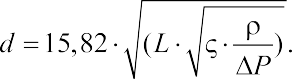 d = 15,82 · √((L · √(ς · ρ/ΔP))).